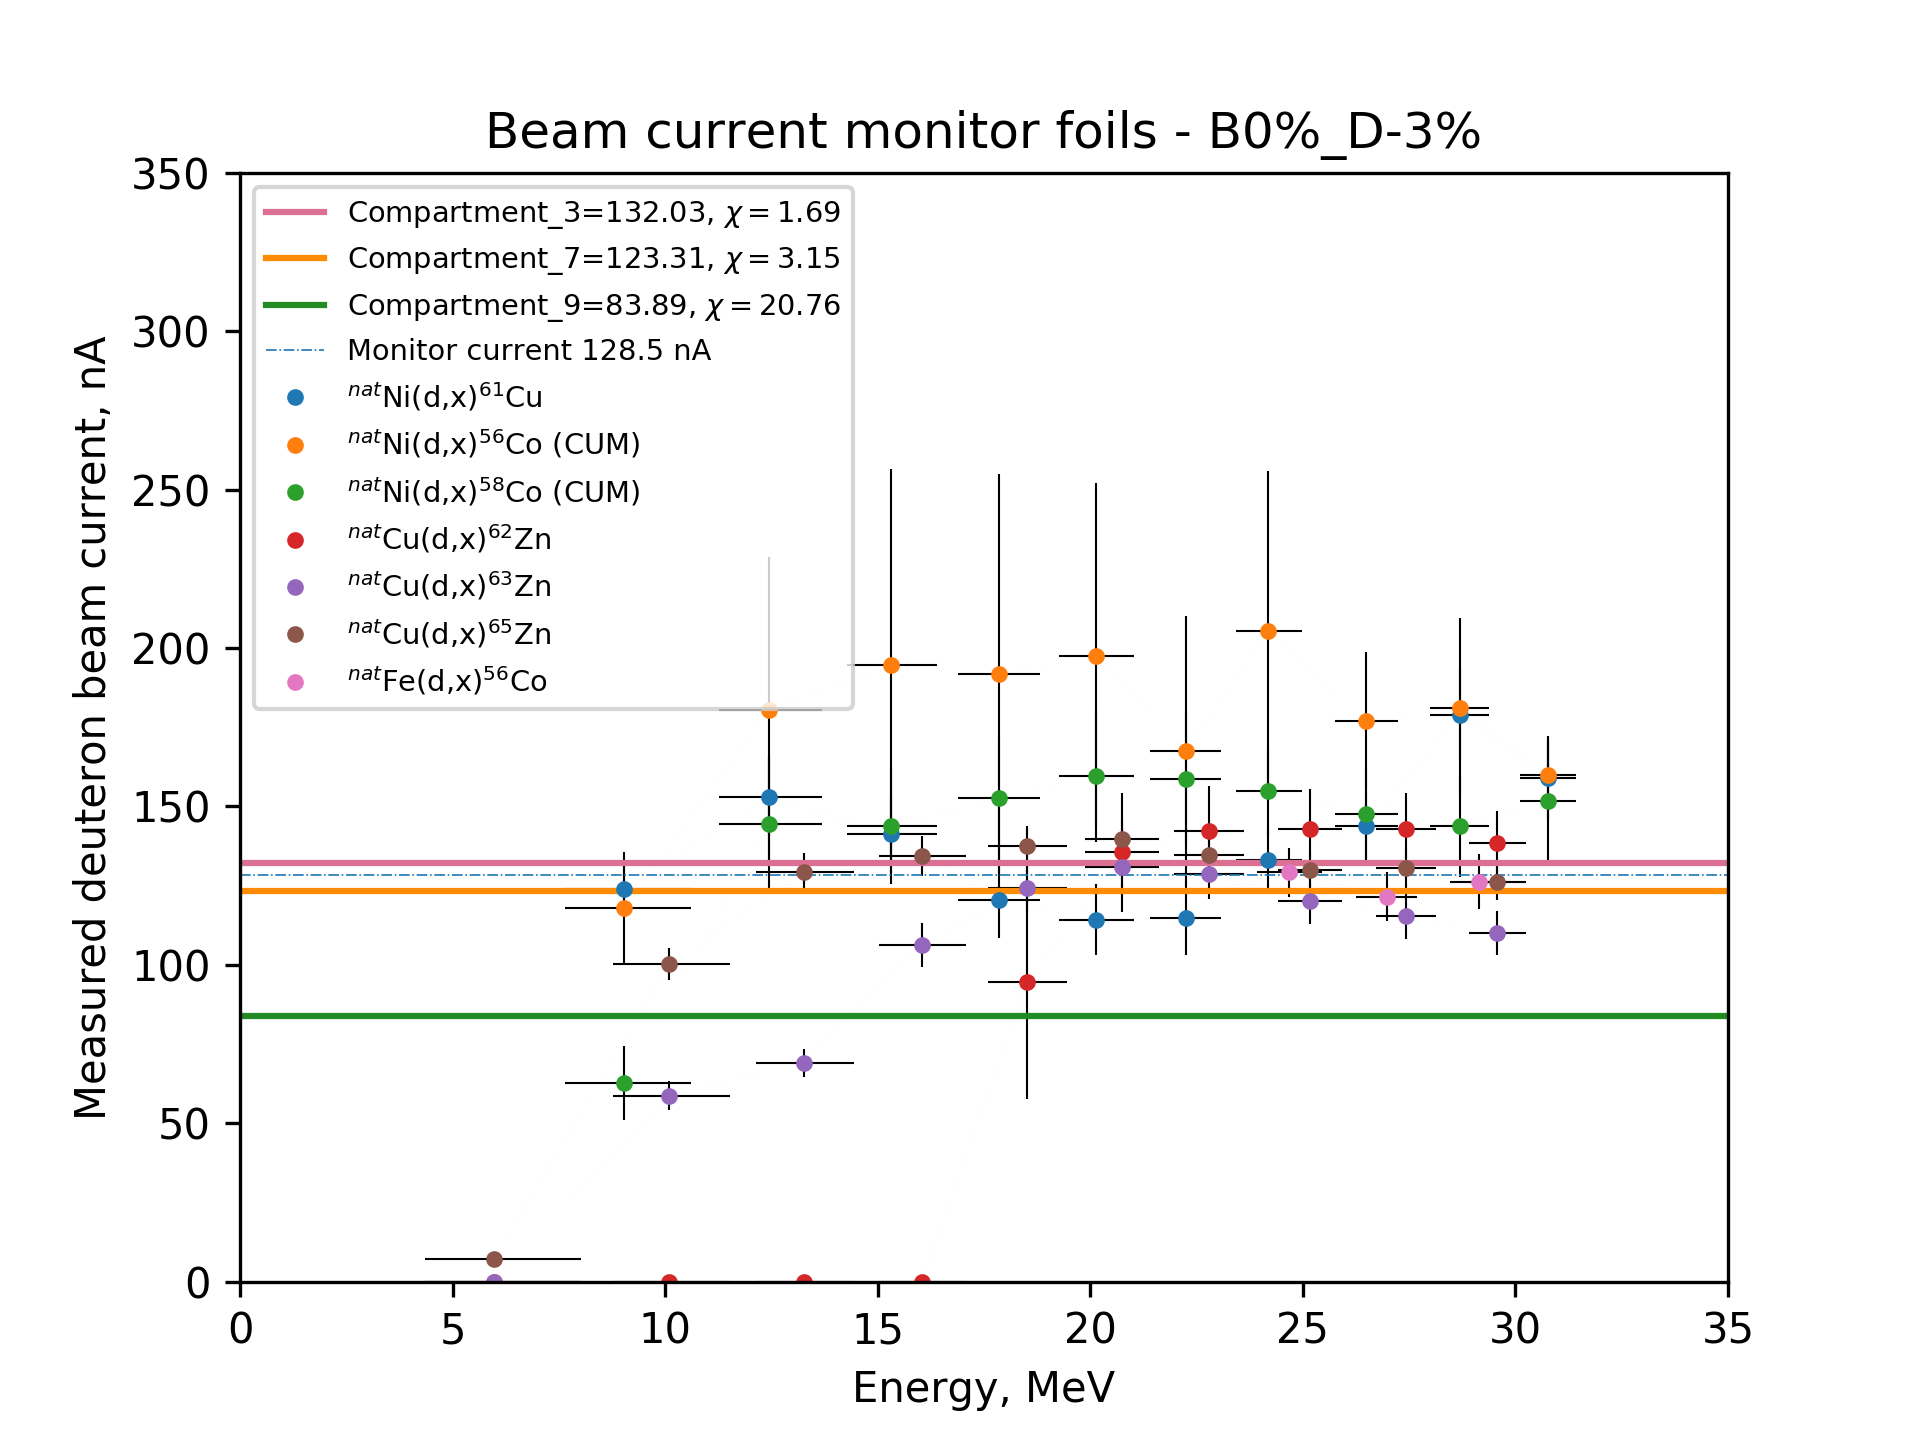 Beam current monitor foils - B0%_D-3%
Measured deuteron beam current, nA
350
300
250
200
150
100
50
0
Compartment_3=132.03, χ = 1.69
Compartment_7=123.31, χ = 3.15
Compartment_9=83.89, χ = 20.76
Monitor current 128.5 nA
ⁿᵃᵗNi(d,x)⁶¹Cu
ⁿᵃᵗNi(d,x)⁵⁶Co (CUM)
ⁿᵃᵗNi(d,x)⁵⁸Co (CUM)
ⁿᵃᵗCu(d,x)⁶²Zn
ⁿᵃᵗCu(d,x)⁶³Zn
ⁿᵃᵗCu(d,x)⁶⁵Zn
ⁿᵃᵗFe(d,x)⁵⁶Co
0 5 10 15 20 25 30 35
Energy, MeV